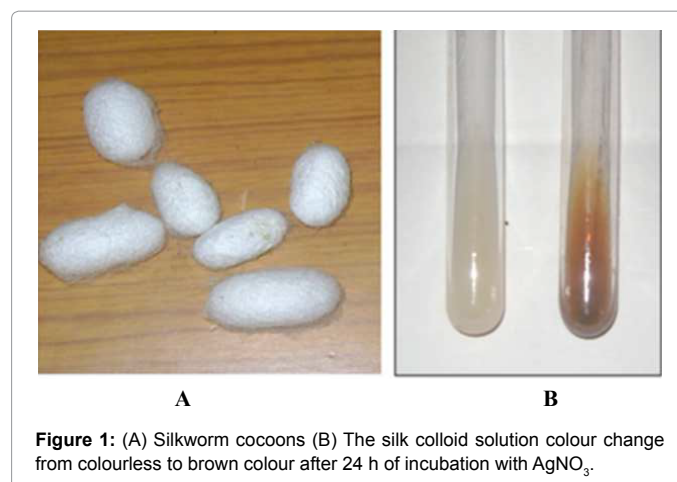 A
B
Figure 1: (A) Silkworm cocoons (B) The silk colloid solution colour change
from colourless to brown colour after 24 h of incubation with AgNO₃.